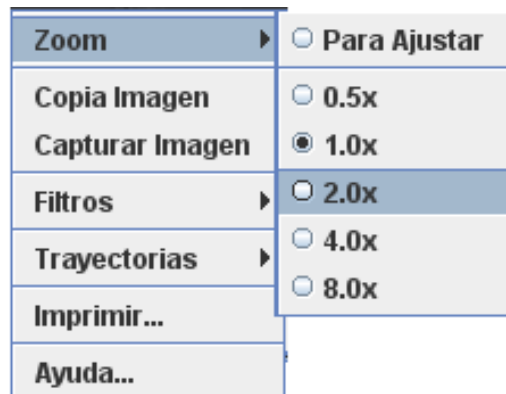 Zoom
Copia Imagen
Capturar Imagen
Filtros
Trayectorias
Imprimir...
Ayuda...
Para Ajustar
0.5x
1.0x
2.0x
4.0x
8.0x